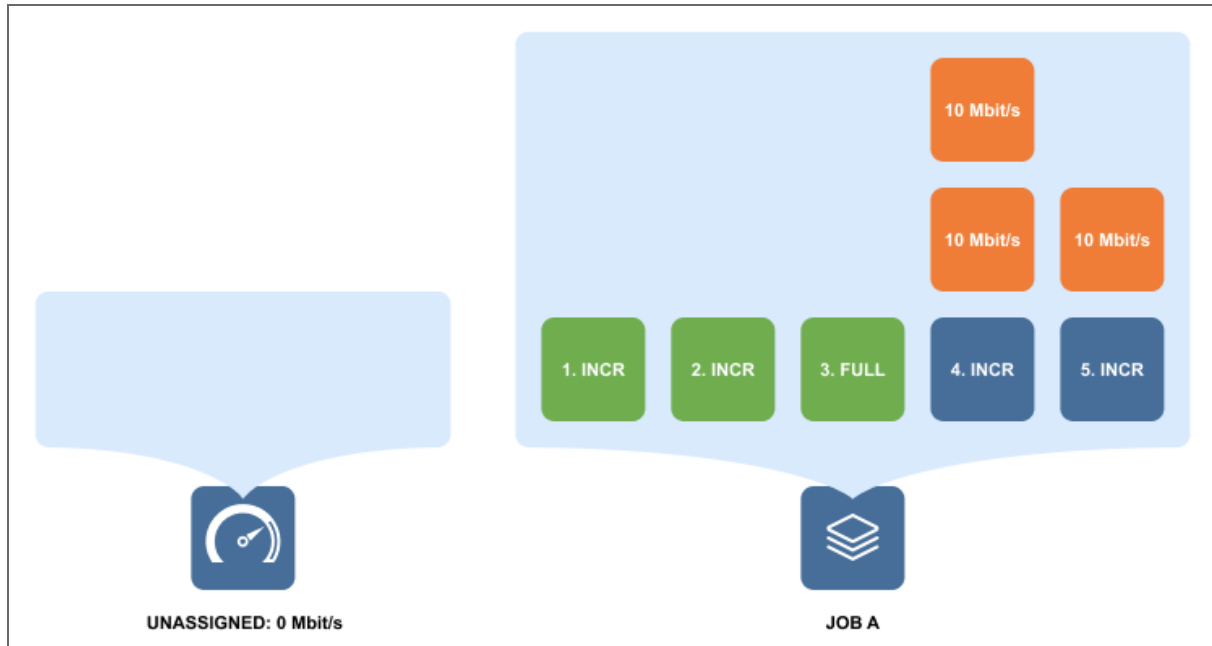 10 Mbit/s
10 Mbit/s
10 Mbit/s
1. INCR
2. INCR
3. FULL
4. INCR
5. INCR
UNASSIGNED: 0 Mbit/s
JOB A